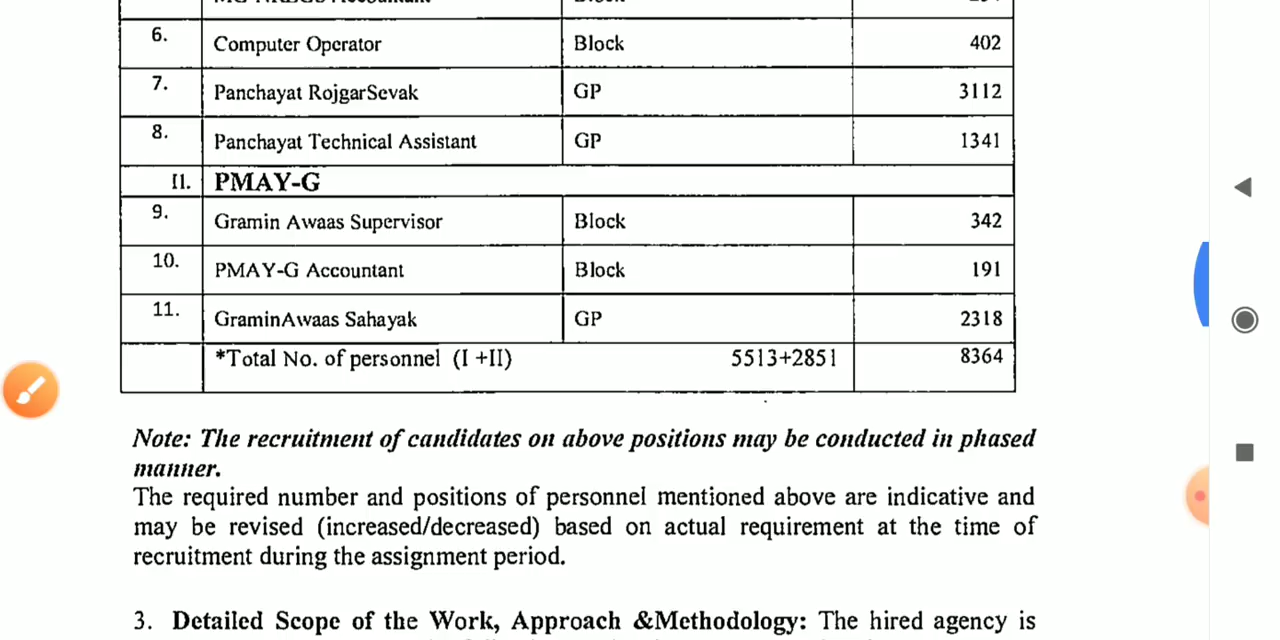 Block
6. Computer Operator Block 402
7. Panchayat RojgarSevak GP 3112
8. Panchayat Technical Assistant GP 1341
II. PMAY-G
9. Gramin Awaas Supervisor Block 342
10. PMAY-G Accountant Block 191
11. GraminAwaas Sahayak GP 2318
*Total No. of personnel (I +II) 5513+2851 8364
Note: The recruitment of candidates on above positions may be conducted in phased
manner.
The required number and positions of personnel mentioned above are indicative and
may be revised (increased/decreased) based on actual requirement at the time of
recruitment during the assignment period.
3. Detailed Scope of the Work, Approach &Methodology: The hired agency is